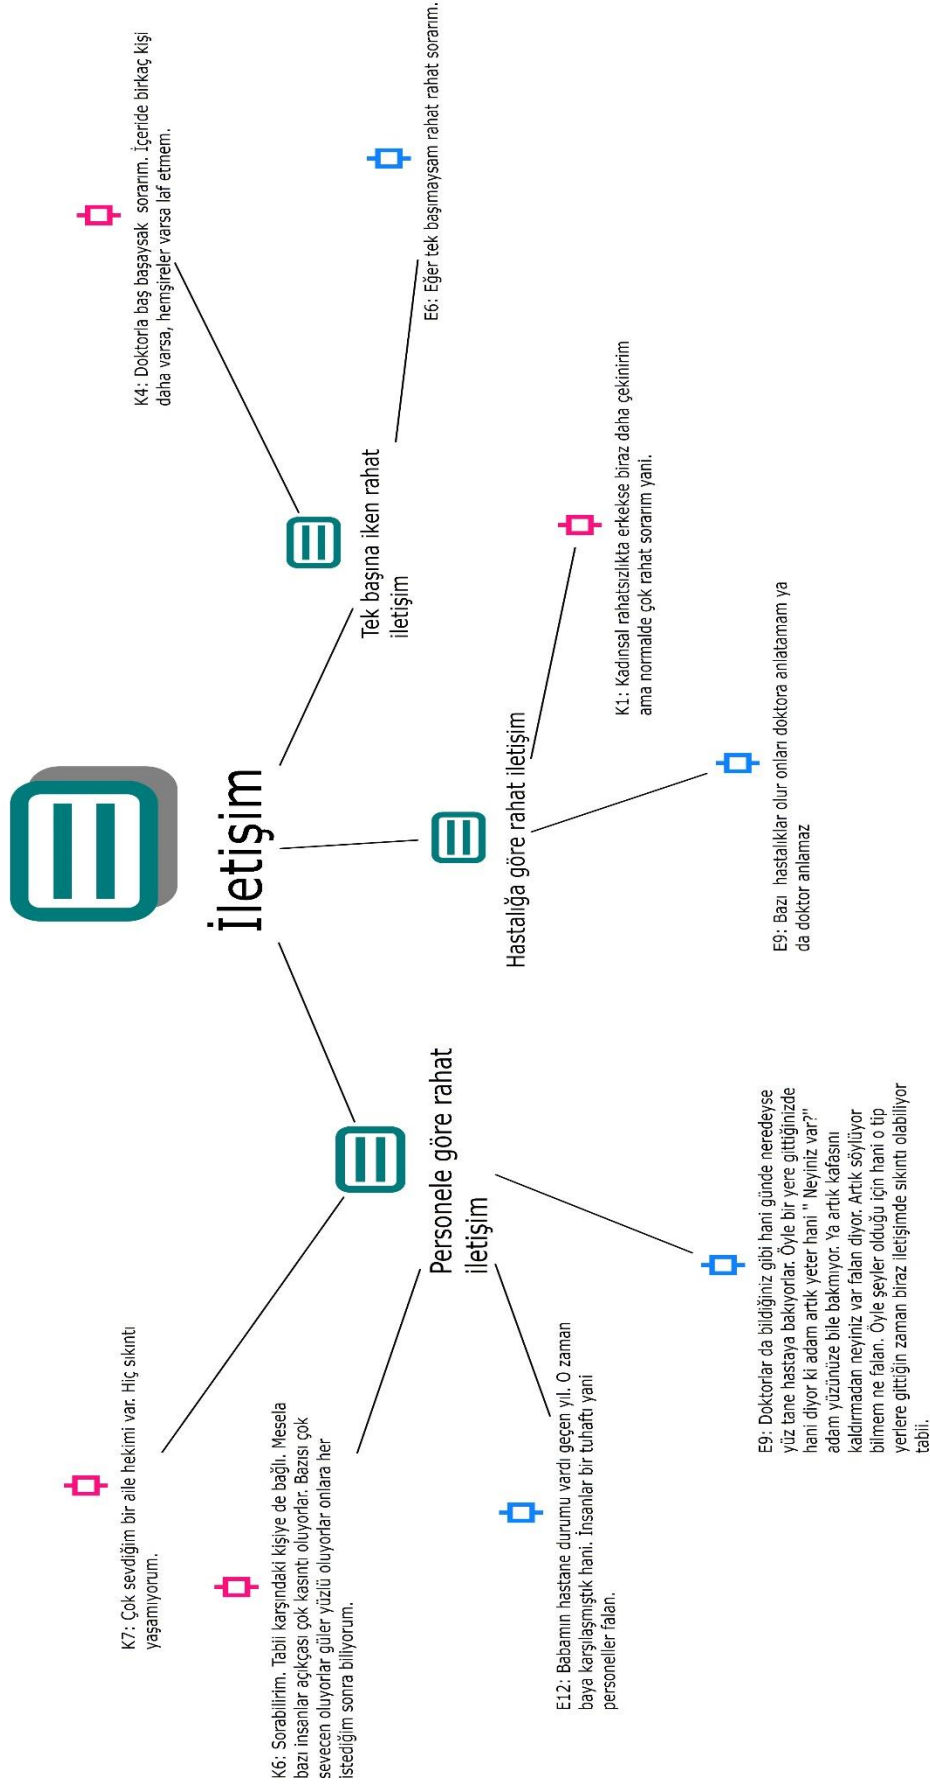 İletişim
Personele göre rahat
iletişim
K7: Çok sevdiğim bir aile hekimi var. Hiç sıkıntı
yaşamıyorum.
K6: Sorabilirim. Tabii karşındaki kişiye de bağlı. Mesela
bazı insanlar açıkçası çok kasıntı oluyorlar. Bazısı çok
sevecen oluyorlar güler yüzlü oluyorlar onlara her
istediğim sonra biliyorum.
E12: Babamın hastane durumu vardı geçen yıl. O zaman
baya karşılaşmıştık hani. İnsanlar bir tuhaftı yani
personeller falan.
E9: Doktorlar da bildiğiniz gibi hani günde neredeyse
yüz tane hastaya bakıyorlar. Öyle bir yere gittiğinizde
hani diyor ki adam artık yeter hani " Neyiniz var?"
adam yüzünüze bile bakmıyor. Ya artık kafasını
kaldırmadan neyiniz var falan diyor. Artık söylüyor
bilmem ne falan. Öyle şeyler olduğu için hani o tip
yerlere gittiğin zaman biraz iletişimde sıkıntı olabiliyor
tabii.
Hastalığa göre rahat iletişim
E9: Bazı hastalıklar olur onları doktora anlatamam ya
da doktor anlamaz
K1: Kadınsal rahatsızlıkta erkekse biraz daha çekinirim
ama normalde çok rahat sorarım yani.
Tek başına iken rahat
iletişim
K4: Doktorla baş başaysak sorarım. İçeride birkaç kişi
daha varsa, hemşireler varsa laf etmem.
E6: Eğer tek başımaysam rahat rahat sorarım.